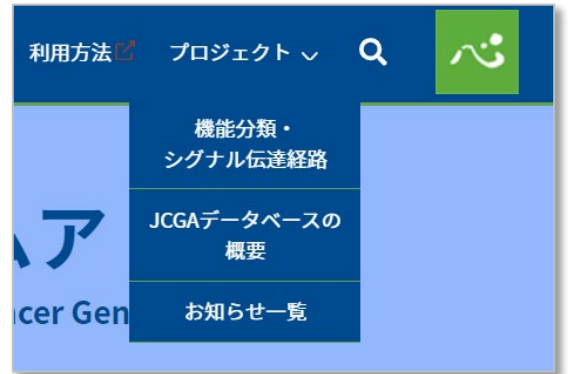 利用方法
プロジェクト
機能分類・
シグナル伝達経路
JCGAデータベースの
概要
ムア
ncer Gen
お知らせ一覧